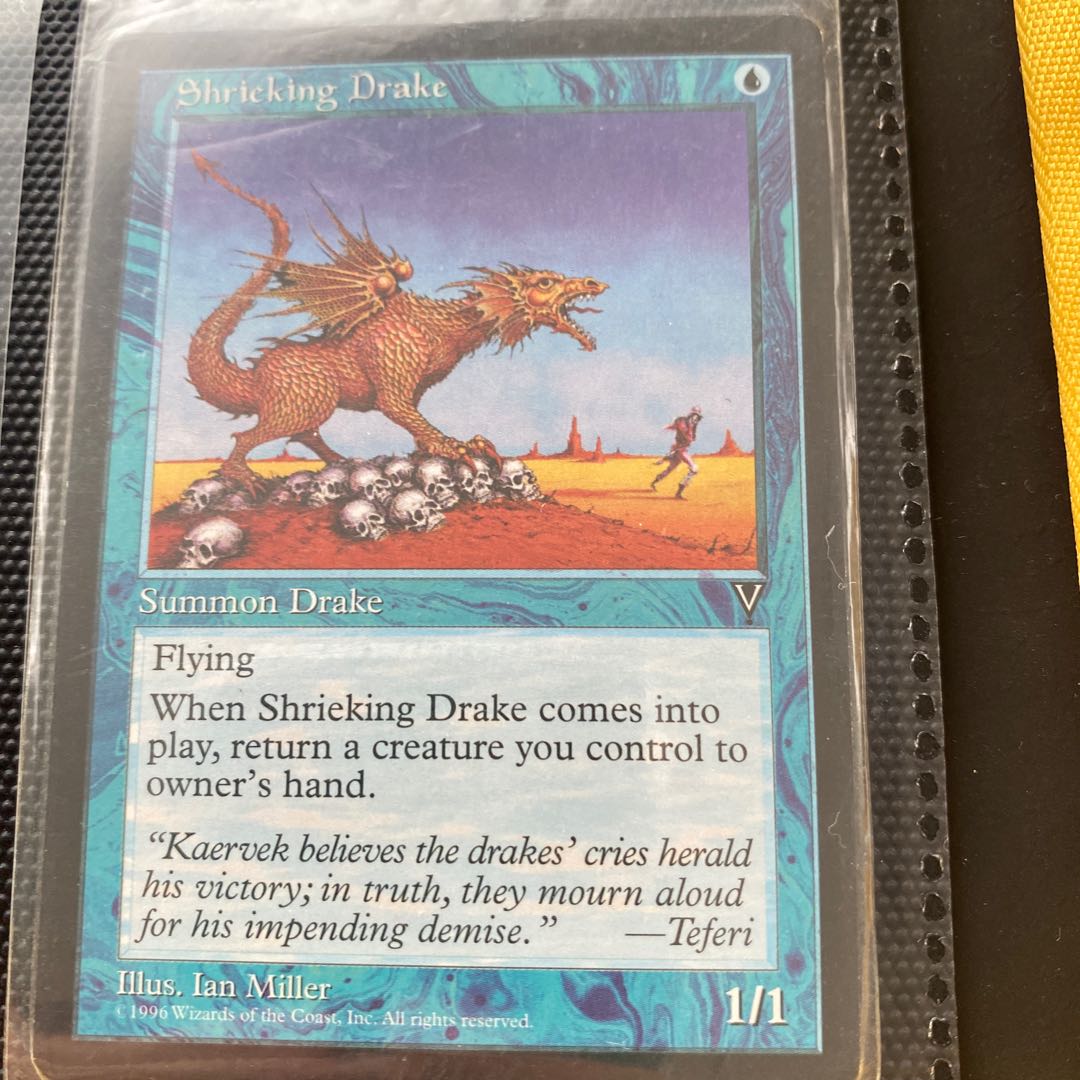 Shrieking Drake
Summon Drake
V
Flying
When Shrieking Drake comes into
play, return a creature you control to
owner's hand.
“Kaervek believes the drakes’ cries herald
his victory; in truth, they mourn aloud
for his impending demise.” —Teferi
Illus. Ian Miller
©1996 Wizards of the Coast, Inc. All rights reserved.
1/1